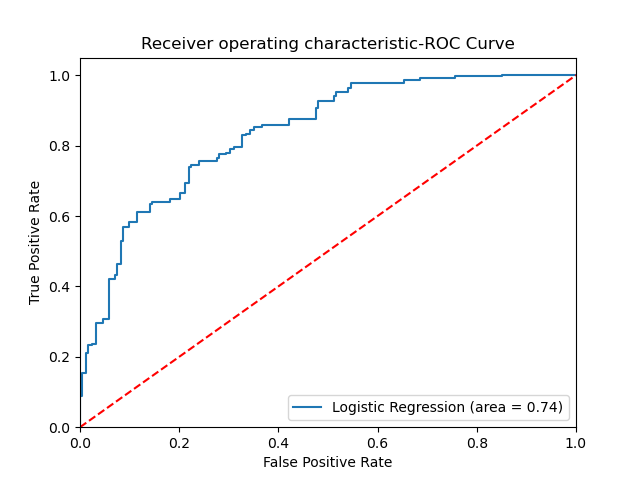 Receiver operating characteristic-ROC Curve
True Positive Rate
1.0
0.8
0.6
0.4
0.2
0.0
Logistic Regression (area = 0.74)
0.0 0.2 0.4 0.6 0.8 1.0
False Positive Rate